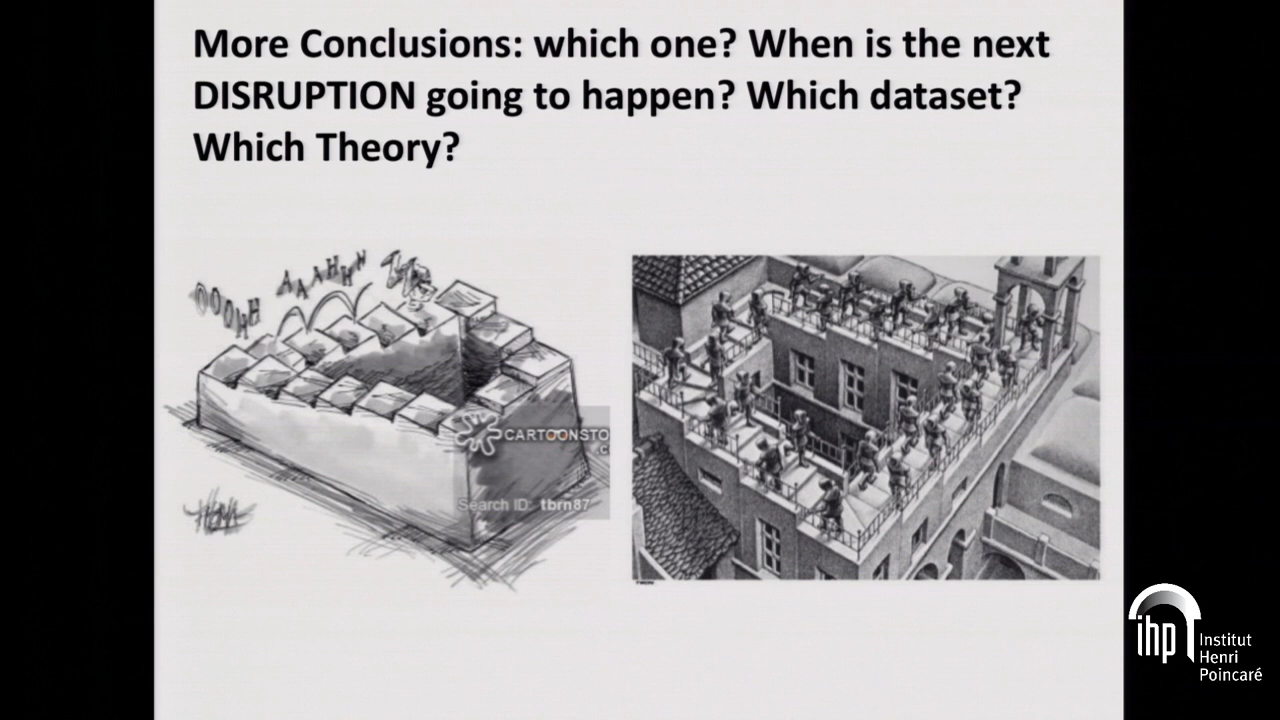 More Conclusions: which one? When is the next
DISRUPTION going to happen? Which dataset?
Which Theory?
OOOHH
AAAHHH
CARTOONSTO
.c
Search ID: tbrn87
ihp
Institut
Henri
Poincaré